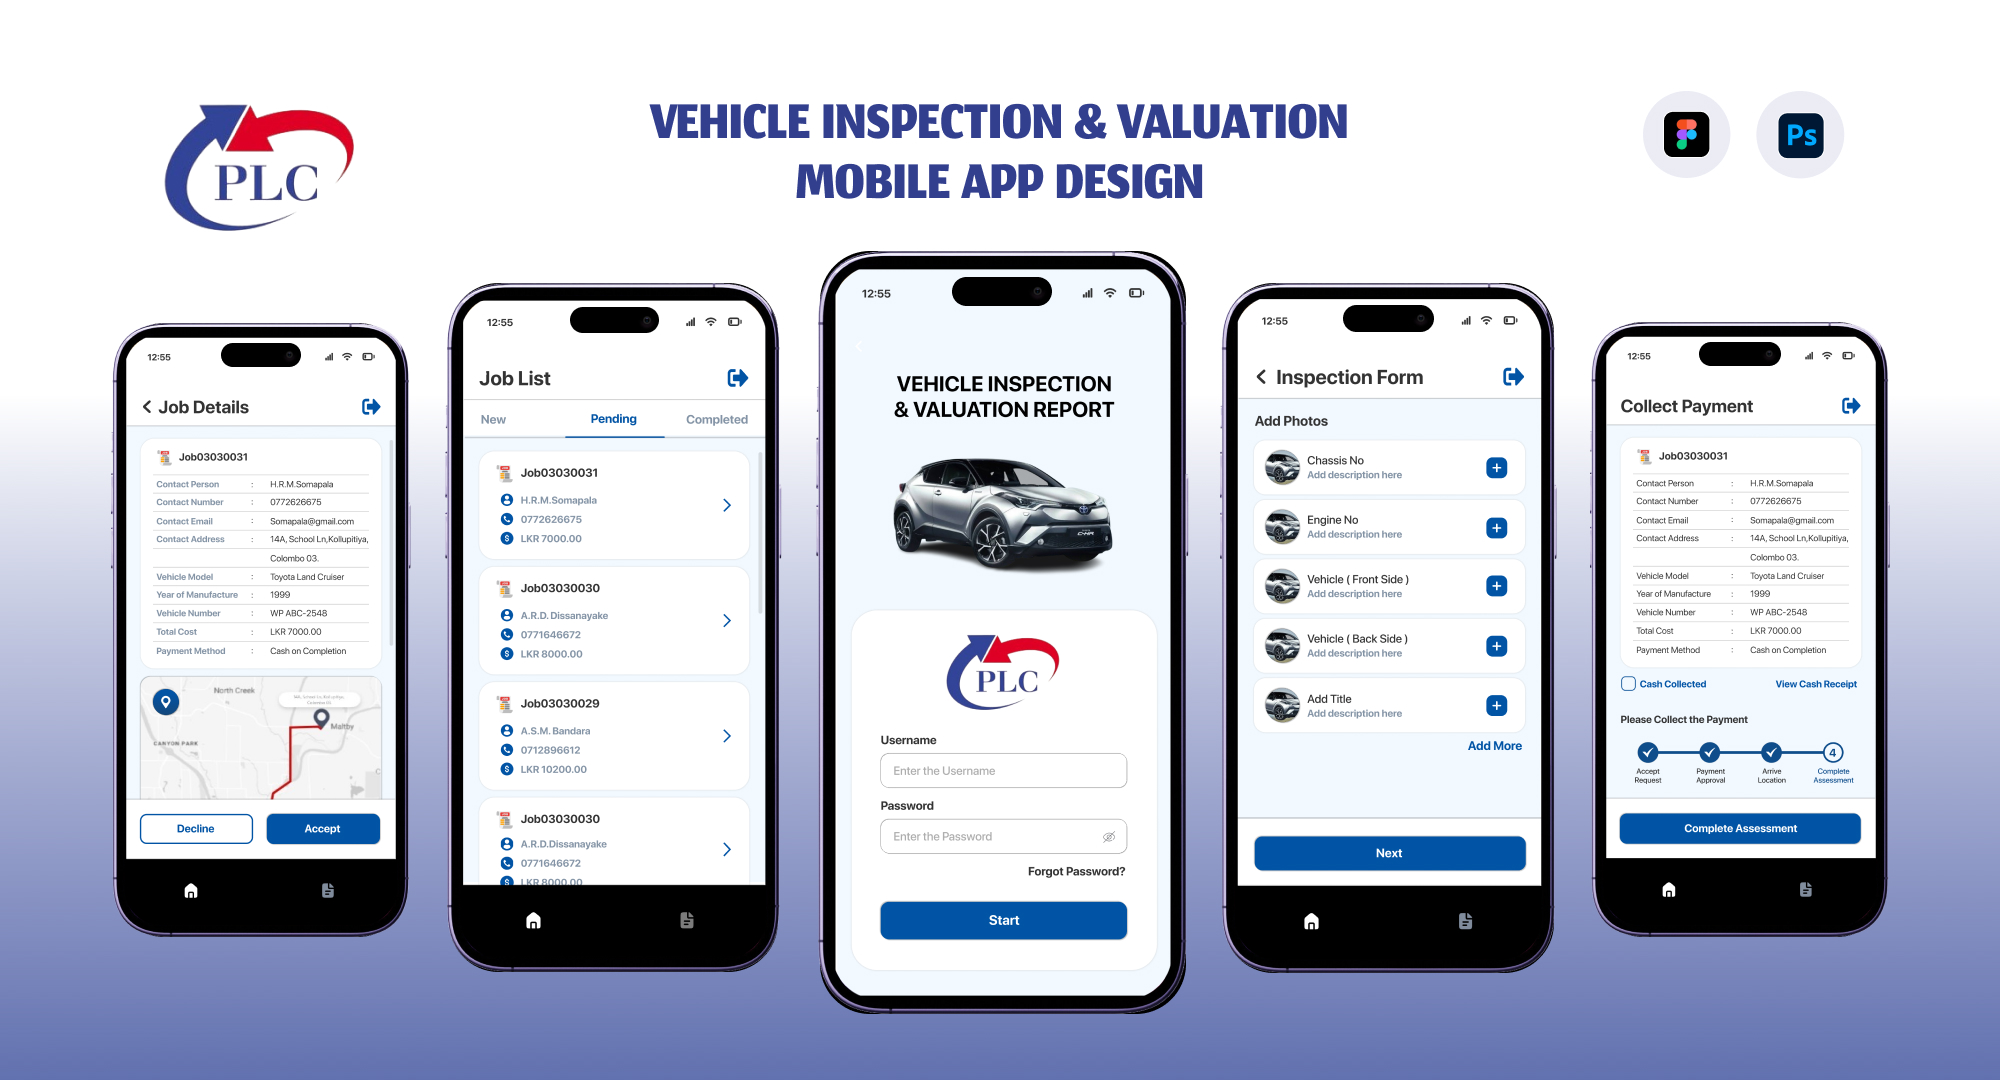 PLC
VEHICLE INSPECTION & VALUATION
MOBILE APP DESIGN
Ps
12:55
Job Details
Job03030031
Contact Person : H.R.M.Somapala
Contact Number : 0772626675
Contact Email : Somapala@gmail.com
Contact Address : 14A, School Ln,Kollupitiya,
Colombo 03.
Vehicle Model : Toyota Land Cruiser
Year of Manufacture : 1999
Vehicle Number : WP ABC-2548
Total Cost : LKR 7000.00
Payment Method : Cash on Completion
North Creek
Maltby
CANYON PARK
Decline
Accept
12:55
Job List
New
Pending
Completed
Job03030031
H.R.M.Somapala
0772626675
LKR 7000.00
Job03030030
A.R.D. Dissanayake
0771646672
LKR 8000.00
Job03030029
A.S.M. Bandara
0712896612
LKR 10200.00
Job03030030
A.R.D.Dissanayake
0771646672
LKR 8000.00
12:55
VEHICLE INSPECTION
& VALUATION REPORT
C-HR
PLC
Username
Enter the Username
Password
Enter the Password
Forgot Password?
Start
12:55
Inspection Form
Add Photos
Chassis No
Add description here
Engine No
Add description here
Vehicle ( Front Side )
Add description here
Vehicle ( Back Side )
Add description here
Add Title
Add description here
Add More
Next
12:55
Collect Payment
Job03030031
Contact Person : H.R.M.Somapala
Contact Number : 0772626675
Contact Email : Somapala@gmail.com
Contact Address : 14A, School Ln,Kollupitiya,
Colombo 03.
Vehicle Model : Toyota Land Cruiser
Year of Manufacture : 1999
Vehicle Number : WP ABC-2548
Total Cost : LKR 7000.00
Payment Method : Cash on Completion
Cash Collected
View Cash Receipt
Please Collect the Payment
4
Accept
Request
Payment
Approval
Arrive
Location
Complete
Assessment
Complete Assessment